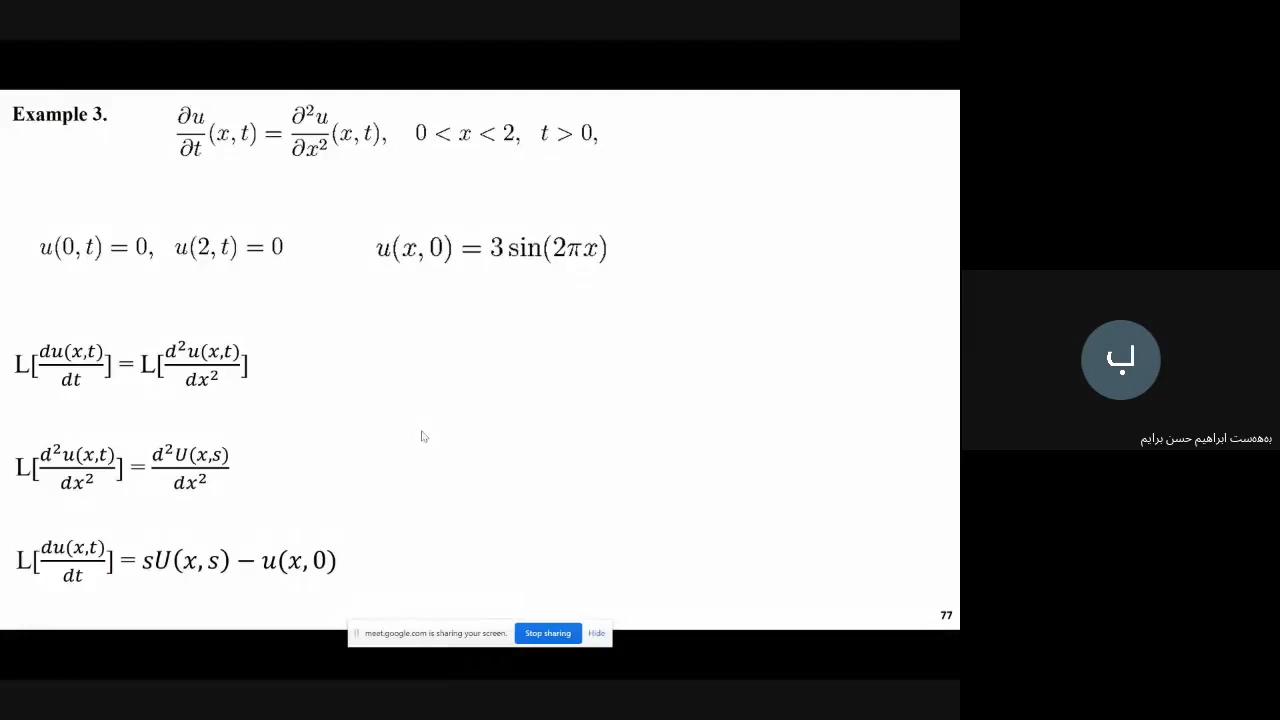 Example 3. ∂u/∂t (x, t) = ∂²u/∂x² (x, t), 0 < x < 2, t > 0,
u(0, t) = 0, u(2, t) = 0 u(x, 0) = 3 sin(2πx)
L[du(x,t)/dt] = L[d²u(x,t)/dx²]
L[d²u(x,t)/dx²] = d²U(x,s)/dx²
L[du(x,t)/dt] = sU(x, s) − u(x, 0)
77
meet.google.com is sharing your screen. Stop sharing Hide
ب
بەهەست ابراهیم حسن برایم